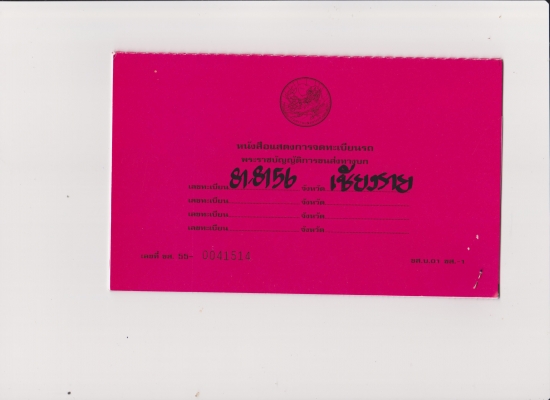 หนังสือแสดงการจดทะเบียนรถ
พระราชบัญญัติการขนส่งทางบก
เลขทะเบียน 81-8156 จังหวัด เชียงราย
เลขทะเบียน จังหวัด
เลขทะเบียน จังหวัด
เลขทะเบียน จังหวัด
เลขที่ 55- 0041514